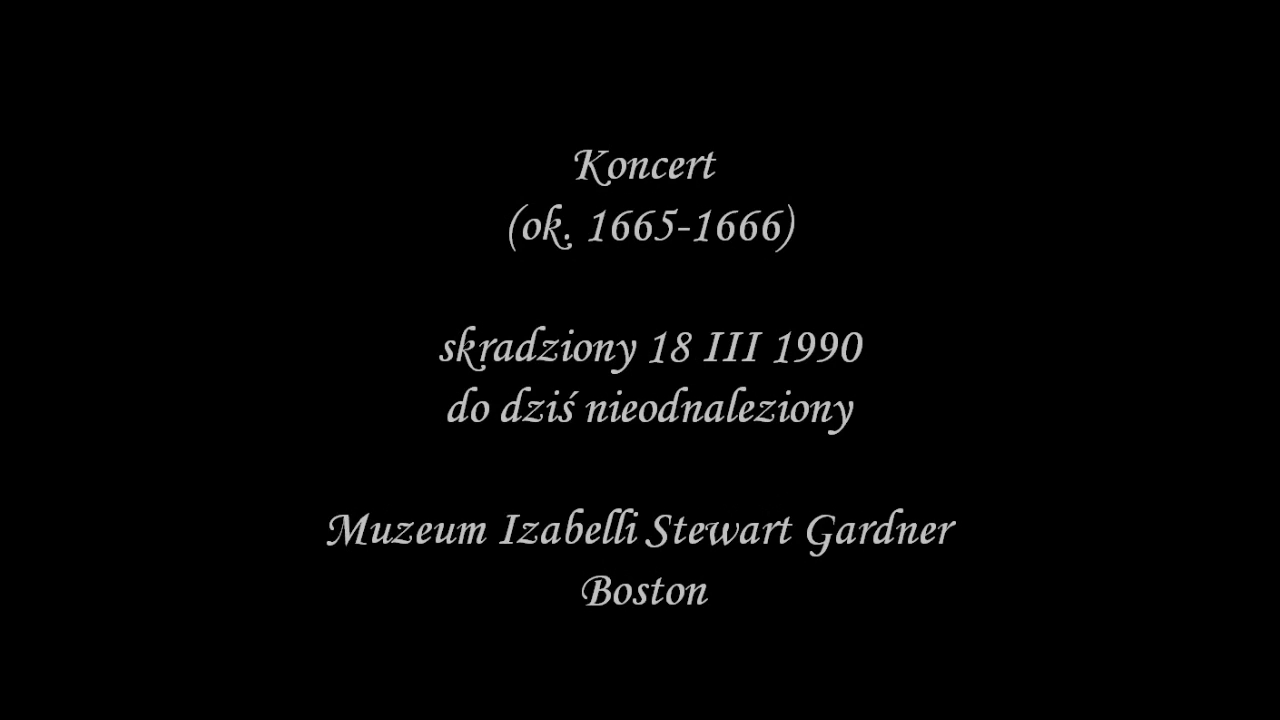 Koncert
(ok. 1665-1666)
skradziony 18 III 1990
do dziś nieodnaleziony
Muzeum Izabelli Stewart Gardner
Boston